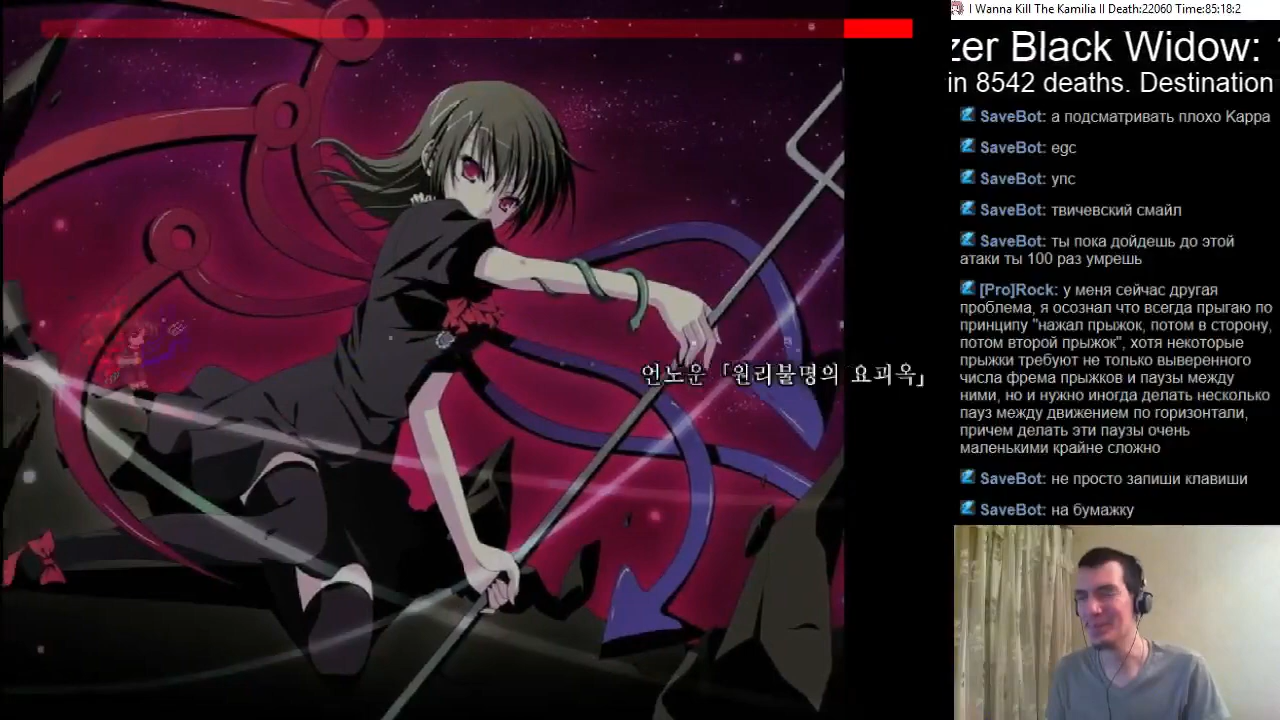 I Wanna Kill The Kamilia II Death:22060 Time:85:18:2
zer Black Widow:
in 8542 deaths. Destination
SaveBot: а подсматривать плохо Kappa
SaveBot: egc
SaveBot: упс
SaveBot: твичевский смайл
SaveBot: ты пока дойдешь до этой
атаки ты 100 раз умрешь
[Pro]Rock: у меня сейчас другая
проблема, я осознал что всегда прыгаю по
принципу "нажал прыжок, потом в сторону,
потом второй прыжок", хотя некоторые
прыжки требуют не только выверенного
числа фрема прыжков и паузы между
ними, но и нужно иногда делать несколько
пауз между движением по горизонтали,
причем делать эти паузы очень
маленькими крайне сложно
SaveBot: не просто запиши клавиши
SaveBot: на бумажку
언노운「원리불명의 요괴옥」